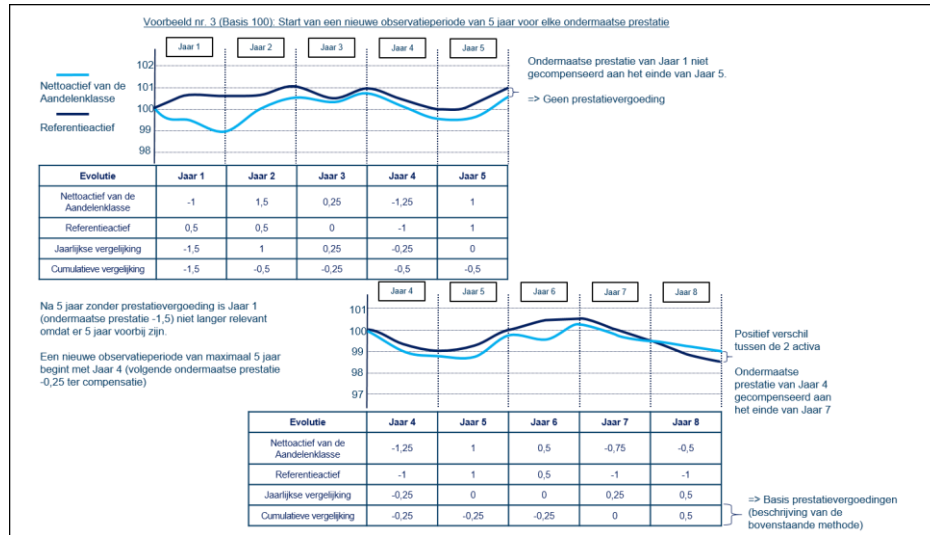 Voorbeeld nr. 3 (Basis 100): Start van een nieuwe observatieperiode van 5 jaar voor elke ondermaatse prestatie
Jaar 1 Jaar 2 Jaar 3 Jaar 4 Jaar 5
102
101
100
99
98
Nettoactief van de
Aandelenklasse
Referentieactief
Ondermaatse prestatie van Jaar 1 niet
gecompenseerd aan het einde van Jaar 5.
=> Geen prestatievergoeding
Evolutie Jaar 1 Jaar 2 Jaar 3 Jaar 4 Jaar 5
Nettoactief van de
Aandelenklasse -1 1,5 0,25 -1,25 1
Referentieactief 0,5 0,5 0 -1 1
Jaarlijkse vergelijking -1,5 1 0,25 -0,25 0
Cumulatieve vergelijking -1,5 -0,5 -0,25 -0,5 -0,5
Na 5 jaar zonder prestatievergoeding is Jaar 1
(ondermaatse prestatie -1,5) niet langer relevant
omdat er 5 jaar voorbij zijn.
Een nieuwe observatieperiode van maximaal 5 jaar
begint met Jaar 4 (volgende ondermaatse prestatie
-0,25 ter compensatie)
Jaar 4 Jaar 5 Jaar 6 Jaar 7 Jaar 8
101
100
99
98
97
Positief verschil
tussen de 2 activa
Ondermaatse
prestatie van Jaar 4
gecompenseerd aan
het einde van Jaar 7
Evolutie Jaar 4 Jaar 5 Jaar 6 Jaar 7 Jaar 8
Nettoactief van de
Aandelenklasse -1,25 1 0,5 -0,75 -0,5
Referentieactief -1 1 0,5 -1 -1
Jaarlijkse vergelijking -0,25 0 0 0,25 0,5
Cumulatieve vergelijking -0,25 -0,25 -0,25 0 0,5
=> Basis prestatievergoedingen
(beschrijving van de
bovenstaande methode)